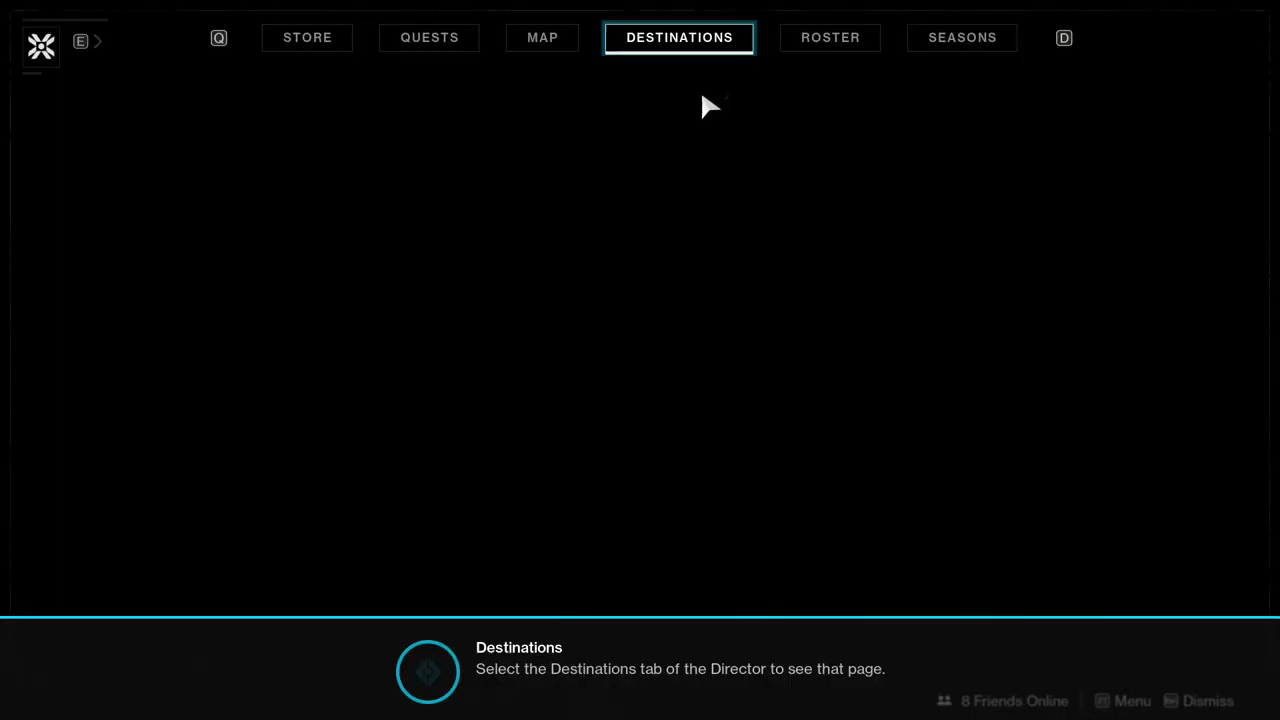 E
Q
STORE
QUESTS
MAP
DESTINATIONS
ROSTER
SEASONS
D
Destinations
Select the Destinations tab of the Director to see that page.
8 Friends Online
Menu
Dismiss